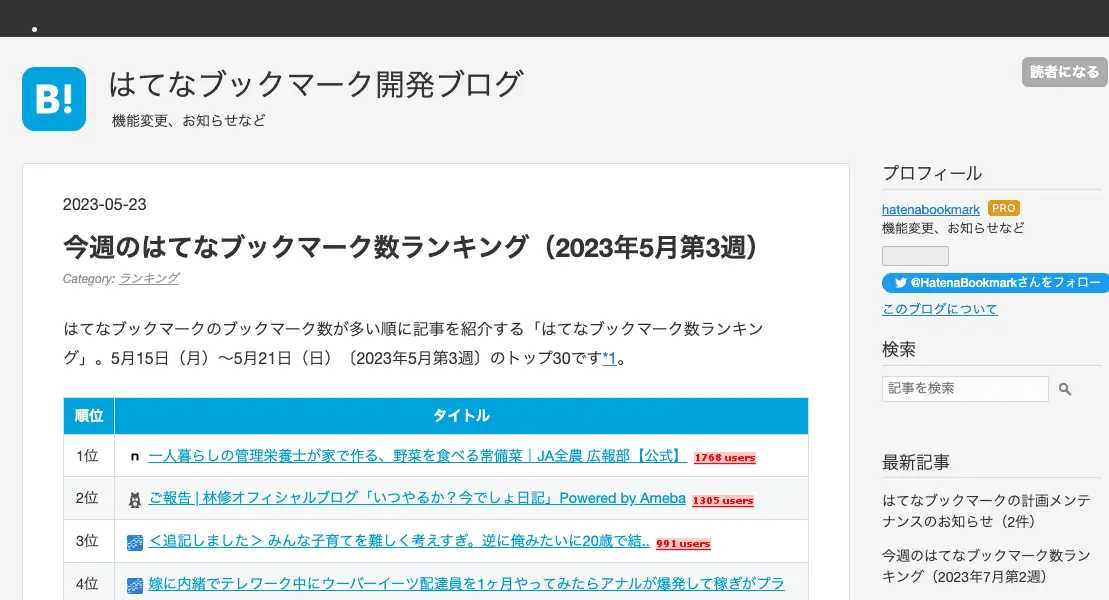 B!
はてなブックマーク開発ブログ
機能変更、お知らせなど
読者になる
2023-05-23
今週のはてなブックマーク数ランキング（2023年5月第3週）
Category: ランキング
はてなブックマークのブックマーク数が多い順に記事を紹介する「はてなブックマーク数ランキン
グ」。5月15日（月）～5月21日（日）〔2023年5月第3週〕のトップ30です*1。
順位 タイトル
1位 n 一人暮らしの管理栄養士が家で作る、野菜を食べる常備菜｜JA全農 広報部【公式】 1768 users
2位 ご報告 | 林修オフィシャルブログ「いつやるか？今でしょ日記」Powered by Ameba 1305 users
3位 ＜追記しました＞ みんな子育てを難しく考えすぎ。逆に俺みたいに20歳で結.. 991 users
4位 嫁に内緒でテレワーク中にウーバーイーツ配達員を1ヶ月やってみたらアナルが爆発して稼ぎがプラ
プロフィール
hatenabookmark PRO
機能変更、お知らせなど
@HatenaBookmarkさんをフォロー
このブログについて
検索
記事を検索
最新記事
はてなブックマークの計画メンテ
ナンスのお知らせ（2件）
今週のはてなブックマーク数ラン
キング（2023年7月第2週）